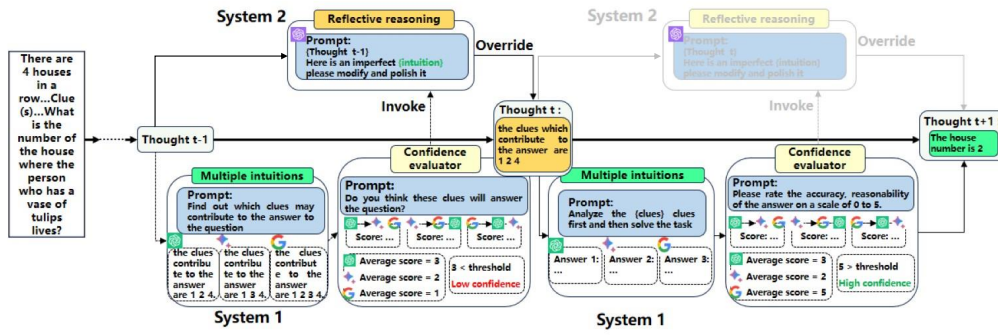 System 2
Reflective reasoning
Prompt:
{Thought t-1}
Here is an imperfect (intuition)
please modify and polish it
Override
Invoke
System 2
Reflective reasoning
Prompt:
{Thought t}
Here is an imperfect (intuition)
please modify and polish it
Override
Invoke
There are
4 houses
in a
row...Clue
(s)...What
is the
number of
the house
where the
person
who has a
vase of
tulips
lives?
Thought t-1
Thought t :
the clues which
contribute to
the answer are
1 2 4
Thought t+1
The house
number is 2
Multiple intuitions
Prompt:
Find out which clues may
contribute to the answer to
the question
the clues
contribu
te to the
answer
are 1 2 4.
the clues
contribu
te to the
answer
are 1 3 4.
the clues
contribut
e to the
answer
are 1 2 3 4.
System 1
Confidence
evaluator
Prompt:
Do you think these clues will answer
the question?
Score: ...
Score: ...
Score: ...
Average score = 3
Average score = 2
Average score = 1
3 < threshold
Low confidence
Multiple intuitions
Prompt:
Analyze the (clues) clues
first and then solve the task
Answer 1:
...
Answer 2:
...
Answer 3:
...
System 1
Confidence
evaluator
Prompt:
Please rate the accuracy, reasonability
of the answer on a scale of 0 to 5.
Score: ...
Score: ...
Score: ...
Average score = 3
Average score = 2
Average score = 5
5 > threshold
High confidence